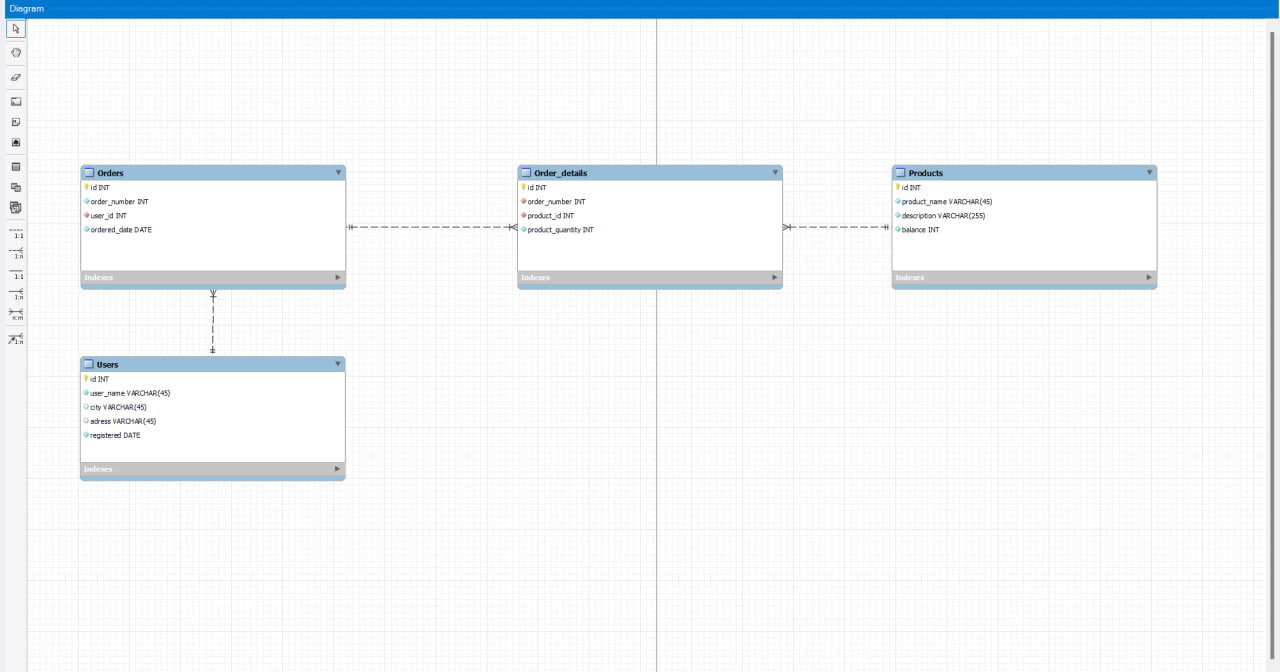 Diagram
1:1
1:n
1:1
1:n
n:m
1:n
Orders
id INT
order_number INT
user_id INT
ordered_date DATE
Indexes
Order_details
id INT
order_number INT
product_id INT
product_quantity INT
Indexes
Products
id INT
product_name VARCHAR(45)
description VARCHAR(255)
balance INT
Indexes
Users
id INT
user_name VARCHAR(45)
city VARCHAR(45)
adress VARCHAR(45)
registered DATE
Indexes